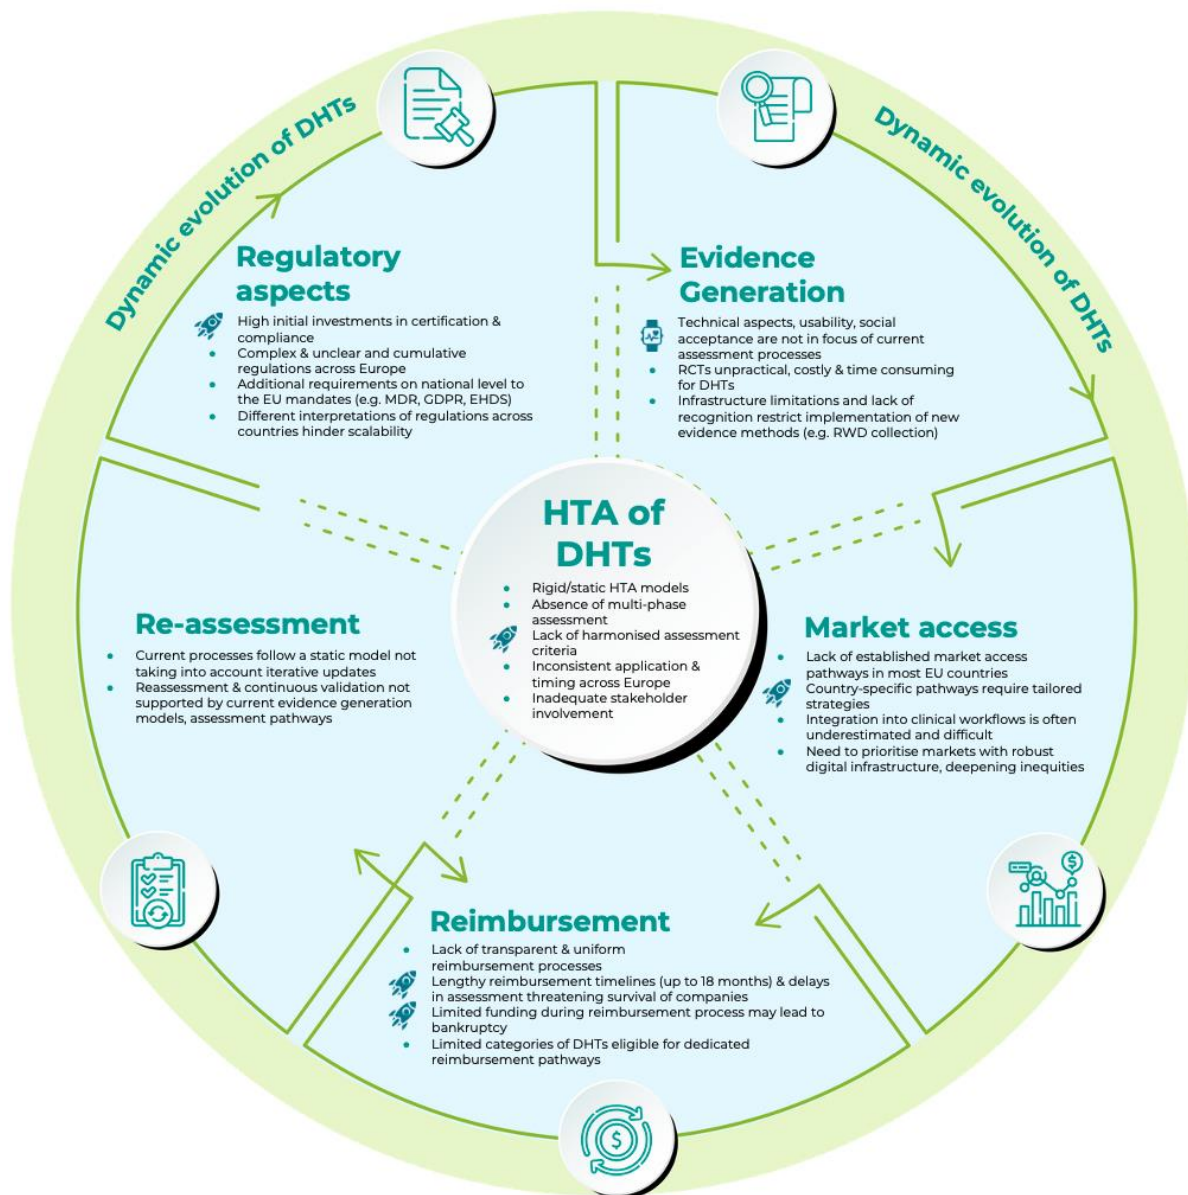 Dynamic evolution of DHTs
Dynamic evolution of DHTs
Regulatory
aspects
High initial investments in certification &
compliance
• Complex & unclear and cumulative
regulations across Europe
• Additional requirements on national level to
the EU mandates (e.g. MDR, GDPR, EHDS)
• Different interpretations of regulations across
countries hinder scalability
Evidence
Generation
Technical aspects, usability, social
acceptance are not in focus of current
assessment processes
• RCTs unpractical, costly & time consuming
for DHTs
• Infrastructure limitations and lack of
recognition restrict implementation of new
evidence methods (e.g. RWD collection)
HTA of
DHTs
• Rigid/static HTA models
• Absence of multi-phase
assessment
Lack of harmonised assessment
criteria
• Inconsistent application &
timing across Europe
• Inadequate stakeholder
involvement
Re-assessment
• Current processes follow a static model not
taking into account iterative updates
• Reassessment & continuous validation not
supported by current evidence generation
models, assessment pathways
Market access
• Lack of established market access
pathways in most EU countries
Country-specific pathways require tailored
strategies
• Integration into clinical workflows is often
underestimated and difficult
• Need to prioritise markets with robust
digital infrastructure, deepening inequities
$
Reimbursement
• Lack of transparent & uniform
reimbursement processes
Lengthy reimbursement timelines (up to 18 months) & delays
in assessment threatening survival of companies
Limited funding during reimbursement process may lead to
bankruptcy
• Limited categories of DHTs eligible for dedicated
reimbursement pathways
$